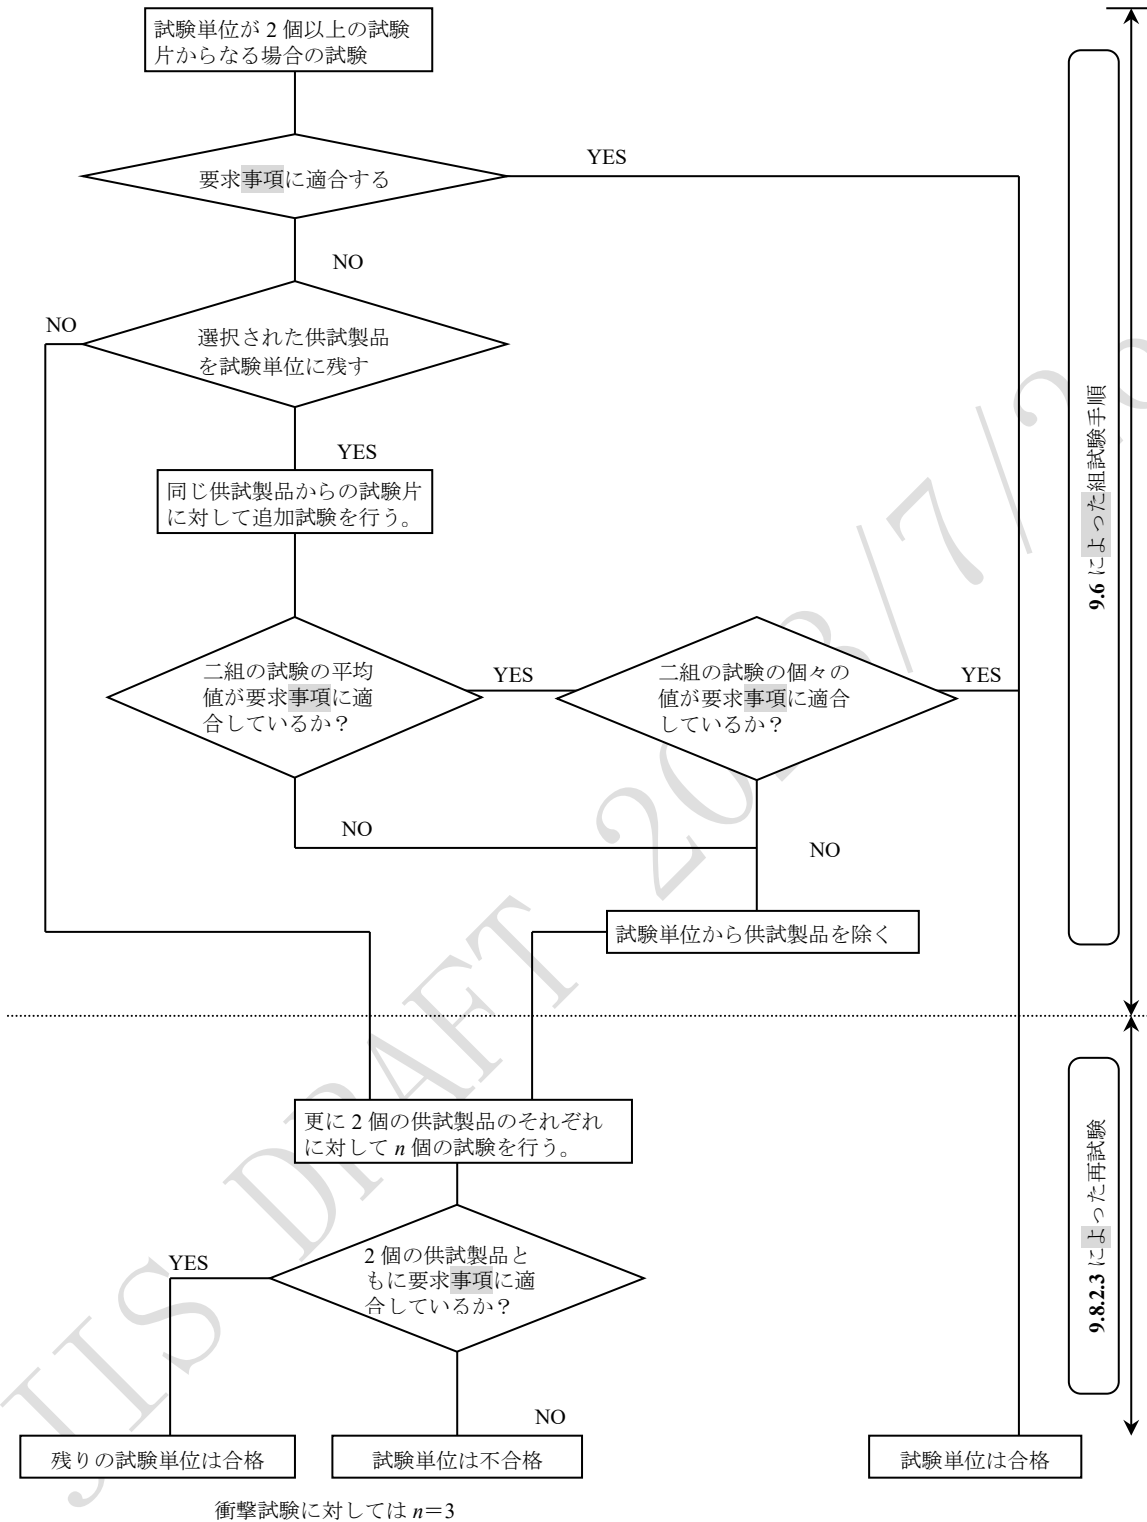 試験単位が 2 個以上の試験
片からなる場合の試験
YES
要求事項に適合する
NO
NO
選択された供試製品
を試験単位に残す
YES
同じ供試製品からの試験片
に対して追加試験を行う。
二組の試験の平均
値が要求事項に適
合しているか？
YES
二組の試験の個々の
値が要求事項に適合
しているか？
YES
NO
NO
試験単位から供試製品を除く
9.6 によった組試験手順
更に 2 個の供試製品のそれぞれ
に対して n 個の試験を行う。
YES
2 個の供試製品と
もに要求事項に適
合しているか？
NO
9.8.2.3 によった再試験
残りの試験単位は合格
試験単位は不合格
試験単位は合格
衝撃試験に対しては n＝3
JIS DRAFT 2023/7/26